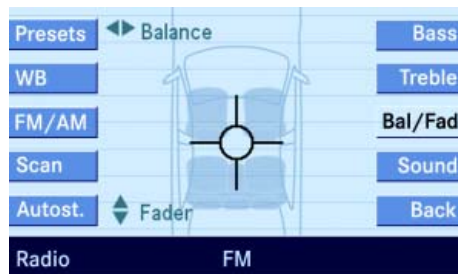 Presets Balance Bass
WB Treble
FM/AM Bal/Fad
Scan Sound
Autost. Fader Back
Radio FM